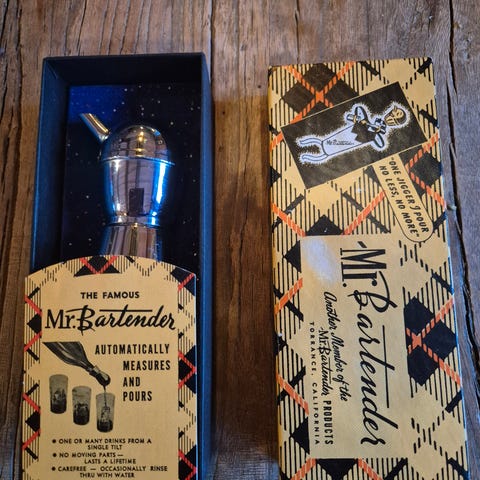 THE FAMOUS
Mr. Bartender
AUTOMATICALLY
MEASURES
AND
POURS
• ONE OR MANY DRINKS FROM A
SINGLE TILT
• NO MOVING PARTS —
LASTS A LIFETIME
• CAREFREE — OCCASIONALLY RINSE
THRU WITH WATER
Mr. Bartender
"ONE JIGGER I POUR
NO LESS, NO MORE"
Mr. Bartender
Another Member of the
Mr. Bartender PRODUCTS
TORRANCE, CALIFORNIA